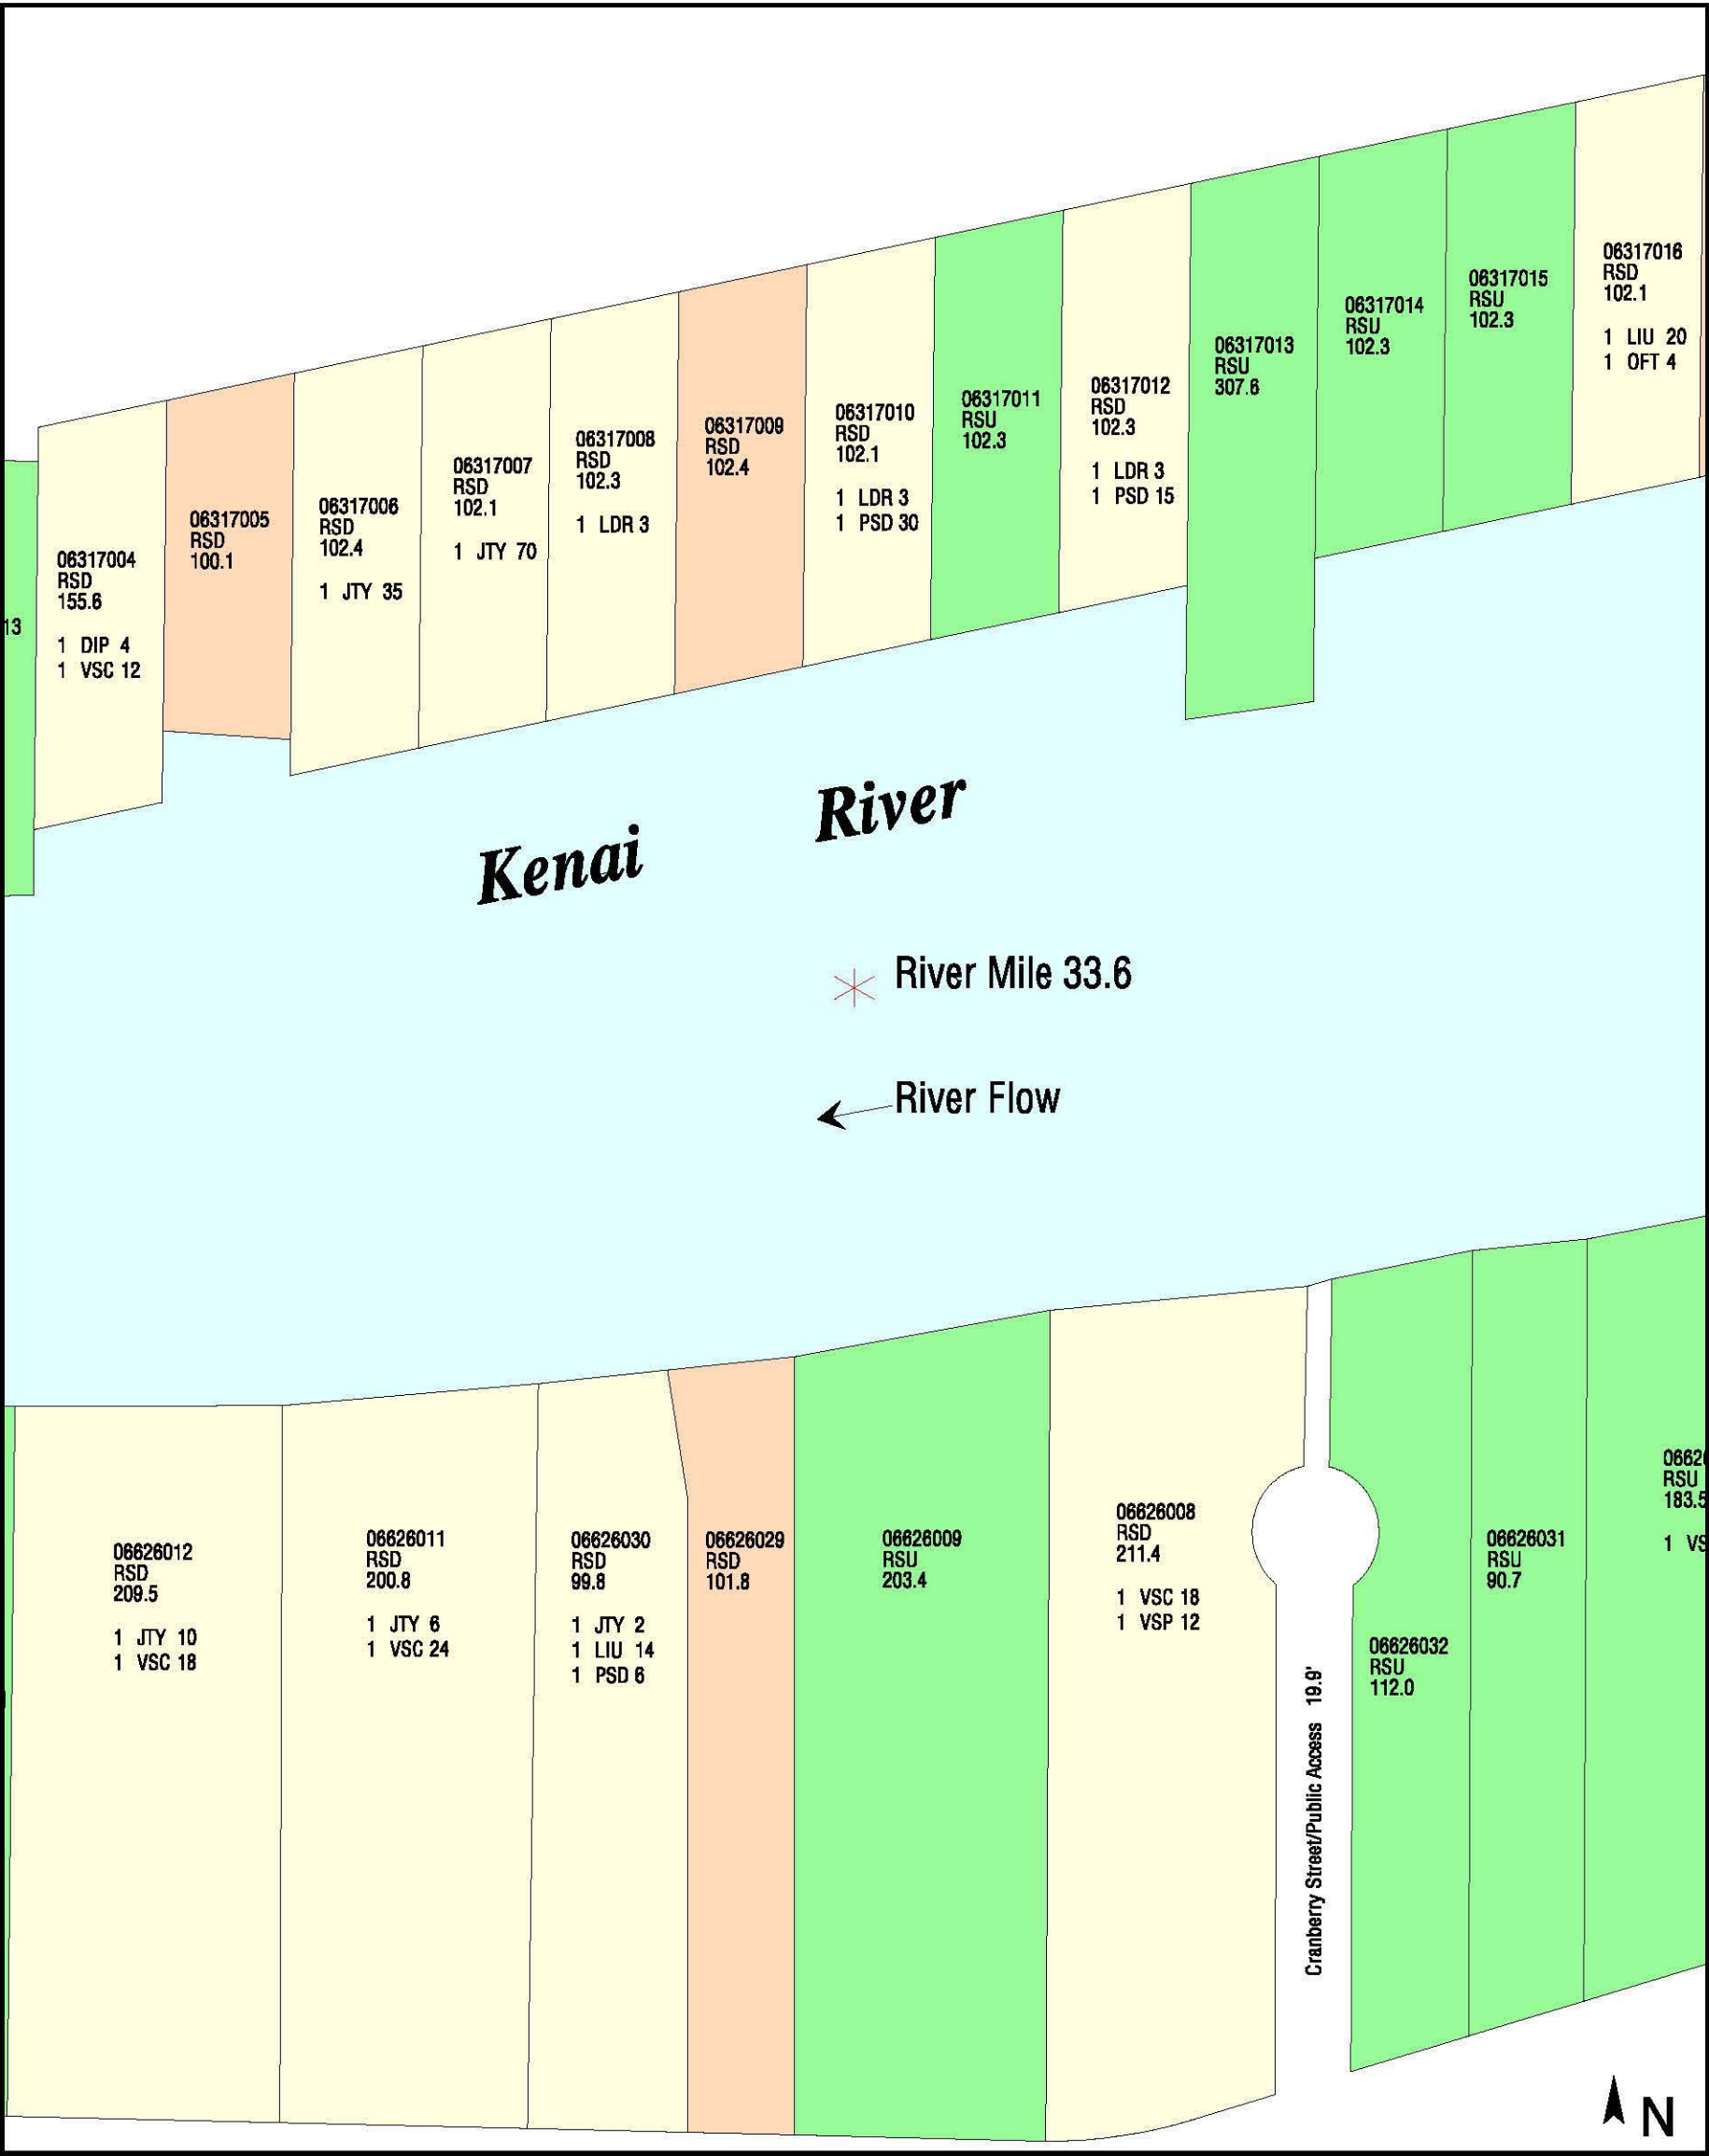 13
06317004
RSD
155.6
1 DIP 4
1 VSC 12
06317005
RSD
100.1
06317006
RSD
102.4
1 JTY 35
06317007
RSD
102.1
1 JTY 70
06317008
RSD
102.3
1 LDR 3
06317009
RSD
102.4
06317010
RSD
102.1
1 LDR 3
1 PSD 30
06317011
RSU
102.3
06317012
RSD
102.3
1 LDR 3
1 PSD 15
06317013
RSU
307.6
06317014
RSU
102.3
06317015
RSU
102.3
06317016
RSD
102.1
1 LIU 20
1 OFT 4
Kenai River
River Mile 33.6
River Flow
06626012
RSD
209.5
1 JTY 10
1 VSC 18
06626011
RSD
200.8
1 JTY 6
1 VSC 24
06626030
RSD
99.8
1 JTY 2
1 LIU 14
1 PSD 6
06626029
RSD
101.8
06626009
RSU
203.4
06626008
RSD
211.4
1 VSC 18
1 VSP 12
Cranberry Street/Public Access 19.9'
06626032
RSU
112.0
06626031
RSU
90.7
0662
RSU
183.5
1 VS
N